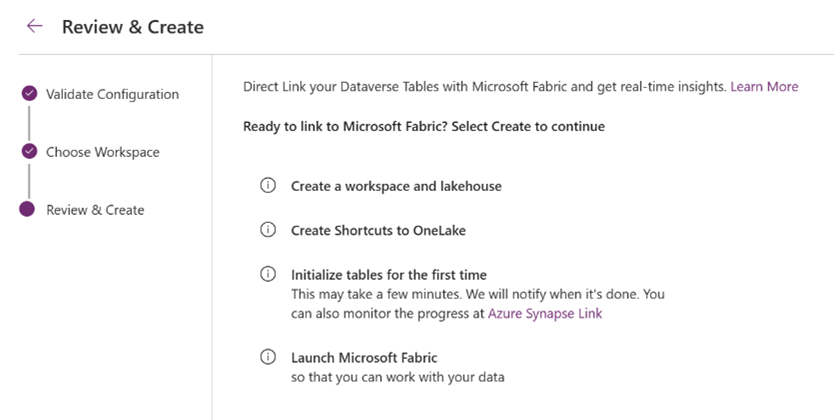 Review & Create
Validate Configuration
Choose Workspace
Review & Create
Direct Link your Dataverse Tables with Microsoft Fabric and get real-time insights. Learn More
Ready to link to Microsoft Fabric? Select Create to continue
Create a workspace and lakehouse
Create Shortcuts to OneLake
Initialize tables for the first time
This may take a few minutes. We will notify when it's done. You
can also monitor the progress at Azure Synapse Link
Launch Microsoft Fabric
so that you can work with your data